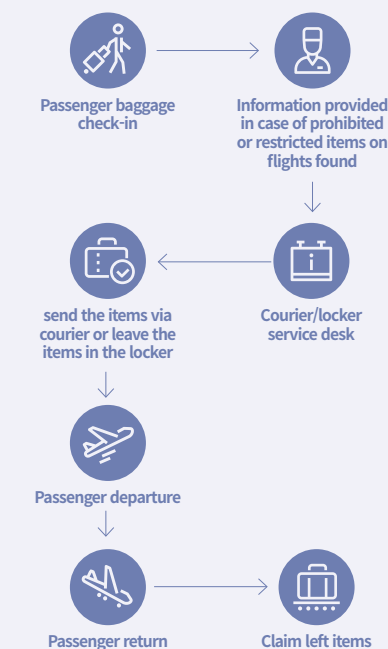 Passenger baggage
check-in
Information provided
in case of prohibited
or restricted items on
flights found
Courier/locker
service desk
send the items via
courier or leave the
items in the locker
Passenger departure
Passenger return
Claim left items